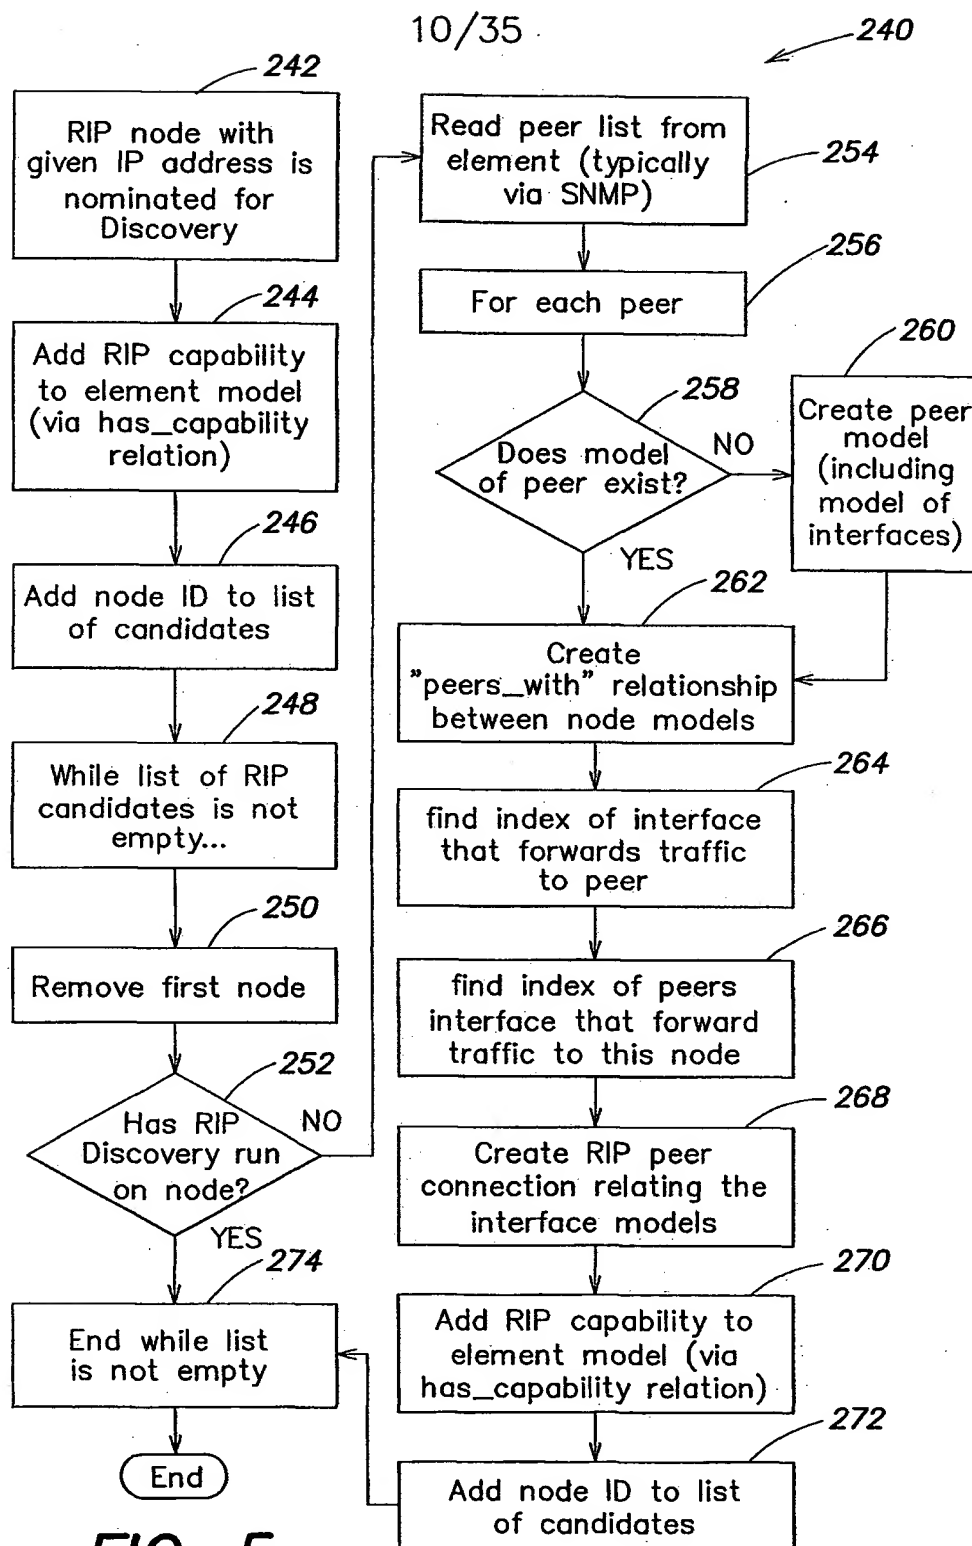 10/35
240
242
RIP node with
given IP address is
nominated for
Discovery
244
Add RIP capability
to element model
(via has_capability
relation)
246
Add node ID to list
of candidates
248
While list of RIP
candidates is not
empty...
250
Remove first node
252
Has RIP
Discovery run
on node?
NO
YES
274
End while list
is not empty
End
254
Read peer list from
element (typically
via SNMP)
256
For each peer
258
Does model
of peer exist?
NO
YES
260
Create peer
model
(including
model of
interfaces)
262
Create
"peers_with" relationship
between node models
264
find index of interface
that forwards traffic
to peer
266
find index of peers
interface that forward
traffic to this node
268
Create RIP peer
connection relating the
interface models
270
Add RIP capability to
element model (via
has_capability relation)
272
Add node ID to list
of candidates
FIG. 5